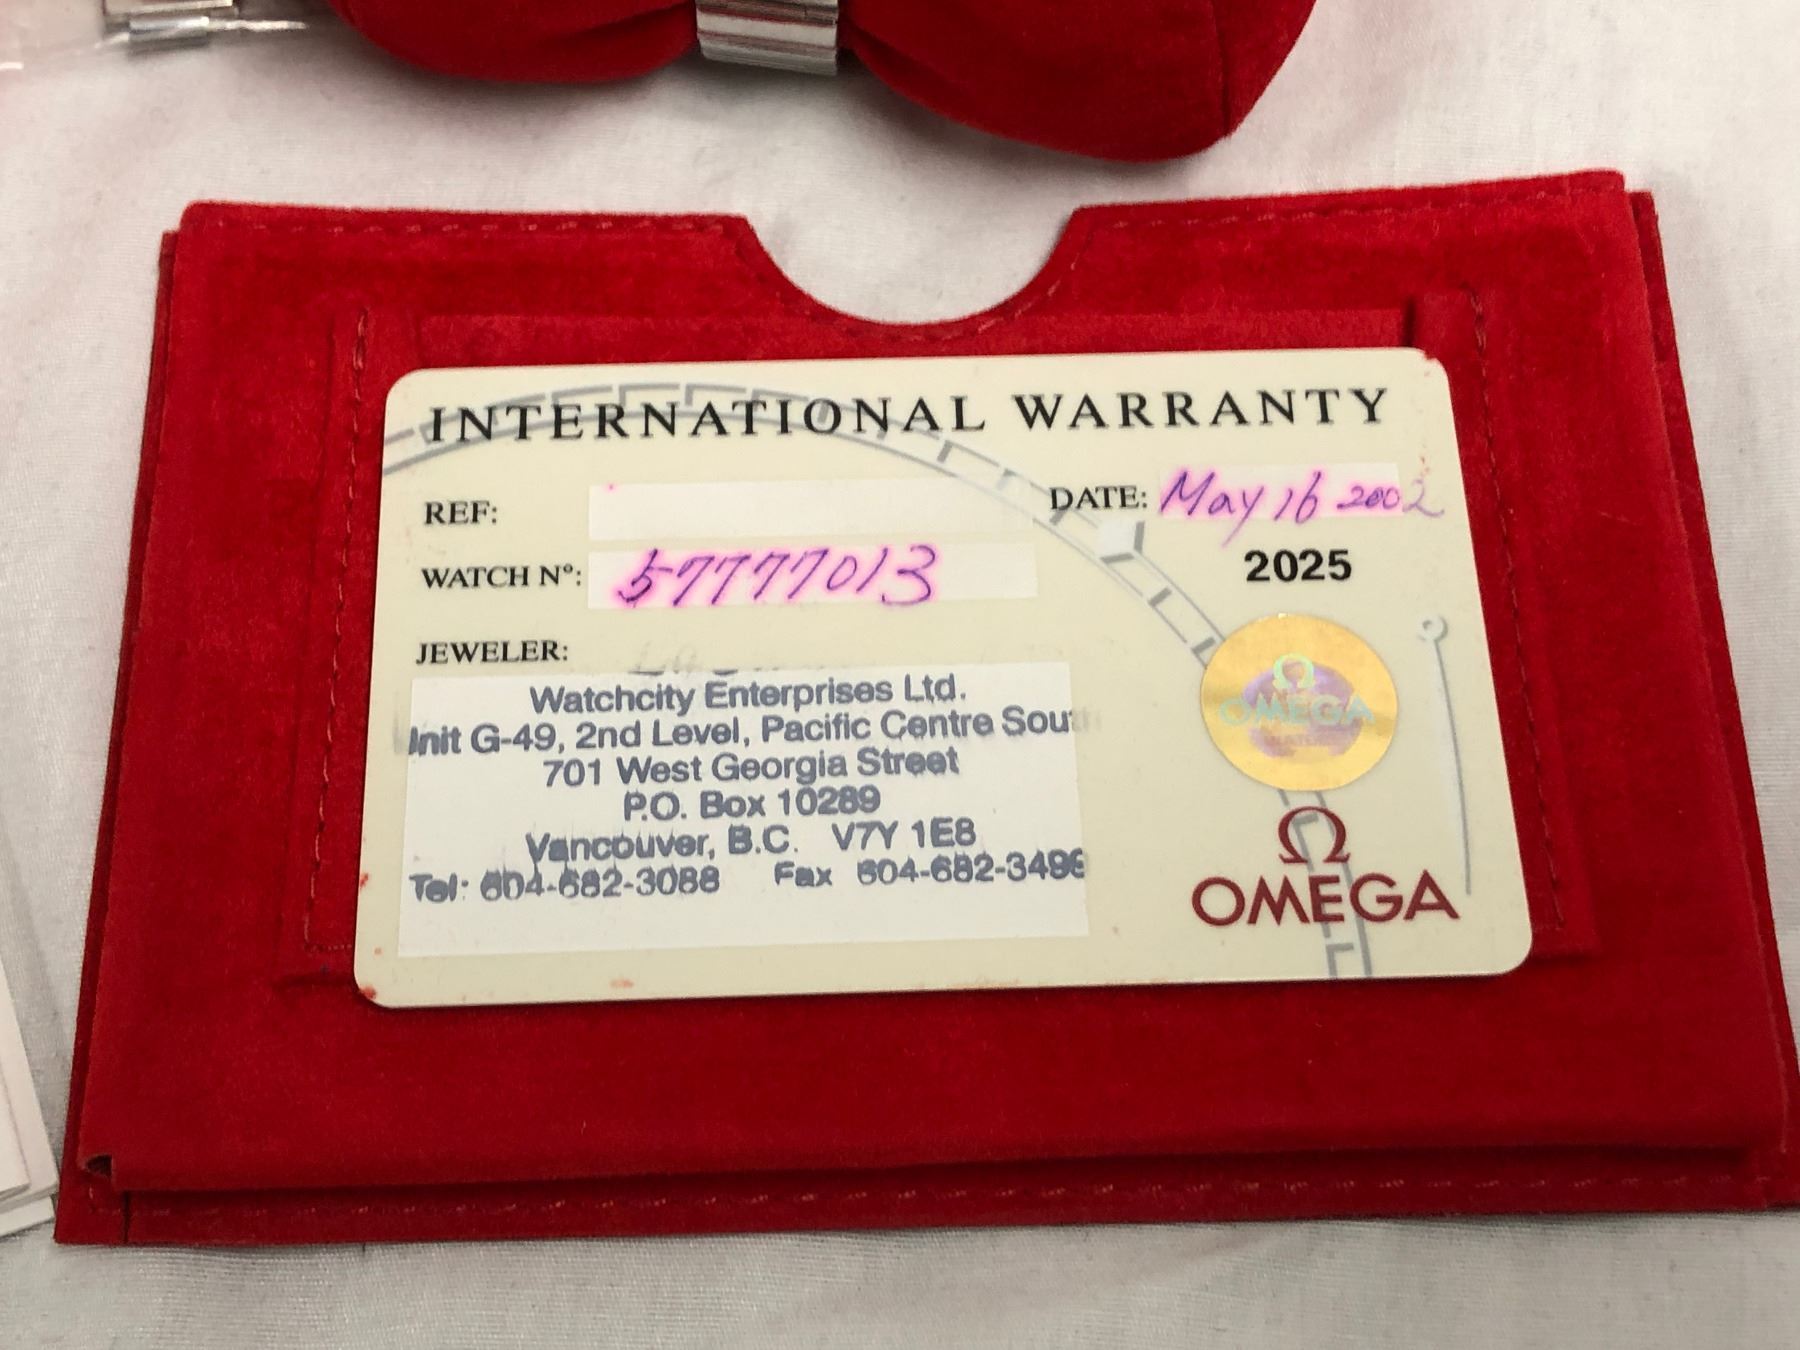 INTERNATIONAL WARRANTY
REF:
DATE: May 16 2002
WATCH Nº: 57777013
2025
JEWELER:
Watchcity Enterprises Ltd.
Unit G-49, 2nd Level, Pacific Centre Sout
701 West Georgia Street
P.O. Box 10289
Vancouver, B.C. V7Y 1E8
Tel: 604-682-3088 Fax 604-682-3496
Ω
OMEGA
Ω
OMEGA